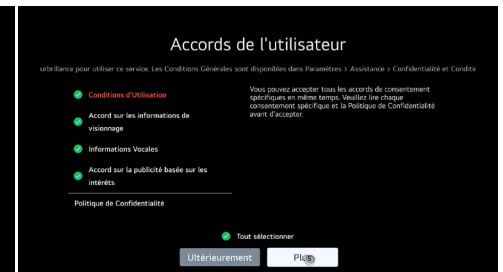 Accords de l'utilisateur
urbrillance pour utiliser ce service. Les Conditions Générales sont disponibles dans Paramètres > Assistance > Confidentialité et Conditic
Conditions d'Utilisation
Accord sur les informations de
visionnage
Informations Vocales
Accord sur la publicité basée sur les
intérêts
Politique de Confidentialité
Vous pouvez accepter tous les accords de consentement
spécifiques en même temps. Veuillez lire chaque
consentement spécifique et la Politique de Confidentialité
avant d'accepter.
Tout sélectionner
Ultérieurement
Plus